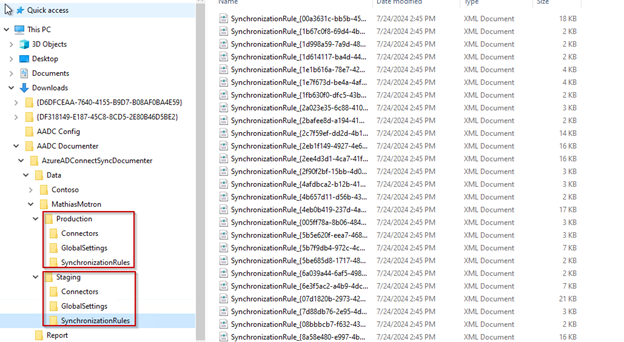 Quick access
This PC
3D Objects
Desktop
Documents
Downloads
{D6DFCEAA-7640-4155-B9D7-B08AF0BA4E59}
{DF318149-E187-45C8-8CD5-2E80B46D5BE2}
AADC Config
AADC Documenter
AzureADConnectSyncDocumenter
Data
Contoso
MathiasMotron
Production
Connectors
GlobalSettings
SynchronizationRules
Staging
Connectors
GlobalSettings
SynchronizationRules
Report
Name Date modified Type Size
SynchronizationRule_{00a3631c-bb5b-45... 7/24/2024 2:45 PM XML Document 18 KB
SynchronizationRule_{1b67c0f8-69d4-4b... 7/24/2024 2:45 PM XML Document 2 KB
SynchronizationRule_{1d998a59-7a9d-48... 7/24/2024 2:45 PM XML Document 2 KB
SynchronizationRule_{1d614117-ba4d-44... 7/24/2024 2:45 PM XML Document 2 KB
SynchronizationRule_{1e1b616a-78e7-42... 7/24/2024 2:45 PM XML Document 4 KB
SynchronizationRule_{1e7f673d-be4a-4af... 7/24/2024 2:45 PM XML Document 4 KB
SynchronizationRule_{1fb630f0-dfc5-43b... 7/24/2024 2:45 PM XML Document 2 KB
SynchronizationRule_{2a023e35-6c88-410... 7/24/2024 2:45 PM XML Document 3 KB
SynchronizationRule_{2bafee8d-a194-41... 7/24/2024 2:45 PM XML Document 2 KB
SynchronizationRule_{2c7f59ef-dd2d-4b1... 7/24/2024 2:45 PM XML Document 14 KB
SynchronizationRule_{2eb1f149-4927-4e6... 7/24/2024 2:45 PM XML Document 16 KB
SynchronizationRule_{2ee4d3d1-4ca7-41f... 7/24/2024 2:45 PM XML Document 16 KB
SynchronizationRule_{2f90f2bf-15bb-4d0... 7/24/2024 2:45 PM XML Document 3 KB
SynchronizationRule_{4afdbca2-b12b-41... 7/24/2024 2:45 PM XML Document 3 KB
SynchronizationRule_{4b657d11-d56b-43... 7/24/2024 2:45 PM XML Document 2 KB
SynchronizationRule_{4eb0b419-237d-4a... 7/24/2024 2:45 PM XML Document 17 KB
SynchronizationRule_{005ff78a-8b06-484... 7/24/2024 2:45 PM XML Document 3 KB
SynchronizationRule_{5b5e620f-eea7-468... 7/24/2024 2:45 PM XML Document 3 KB
SynchronizationRule_{5b7f9db4-972c-4c... 7/24/2024 2:45 PM XML Document 7 KB
SynchronizationRule_{5be685d8-1717-48... 7/24/2024 2:45 PM XML Document 2 KB
SynchronizationRule_{6a039a44-6af5-498... 7/24/2024 2:45 PM XML Document 2 KB
SynchronizationRule_{6e3f5ac2-a4b9-4dc... 7/24/2024 2:45 PM XML Document 7 KB
SynchronizationRule_{07d1820b-2973-42... 7/24/2024 2:45 PM XML Document 21 KB
SynchronizationRule_{7d88db76-2e95-4d... 7/24/2024 2:45 PM XML Document 3 KB
SynchronizationRule_{08bbbcb7-f632-43... 7/24/2024 2:45 PM XML Document 2 KB
SynchronizationRule_{8a58e480-e997-4b... 7/24/2024 2:45 PM XML Document 16 KB